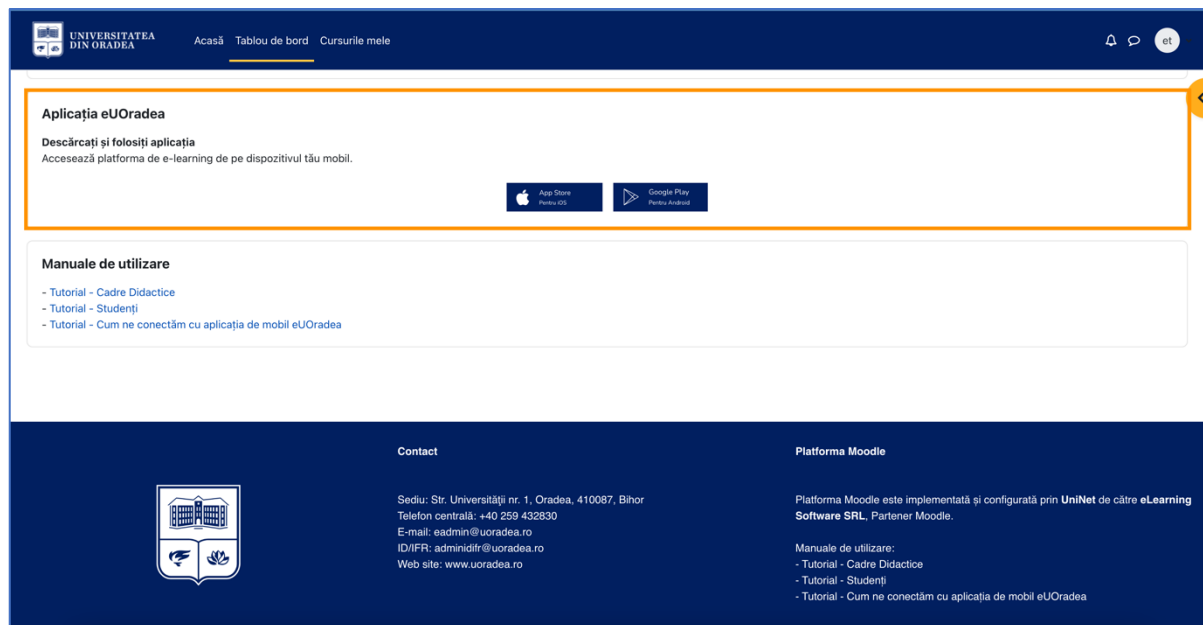 UNIVERSITATEA
DIN ORADEA
Acasă Tablou de bord Cursurile mele
et
Aplicația eUOradea
Descărcați și folosiți aplicația
Accesează platforma de e-learning de pe dispozitivul tău mobil.
App Store
Pentru iOS
Google Play
Pentru Android
Manuale de utilizare
- Tutorial - Cadre Didactice
- Tutorial - Studenți
- Tutorial - Cum ne conectăm cu aplicația de mobil eUOradea
Contact
Sediu: Str. Universităţii nr. 1, Oradea, 410087, Bihor
Telefon centrală: +40 259 432830
E-mail: eadmin@uoradea.ro
ID/IFR: adminidifr@uoradea.ro
Web site: www.uoradea.ro
Platforma Moodle
Platforma Moodle este implementată și configurată prin UniNet de către eLearning
Software SRL, Partener Moodle.
Manuale de utilizare:
- Tutorial - Cadre Didactice
- Tutorial - Studenți
- Tutorial - Cum ne conectăm cu aplicația de mobil eUOradea